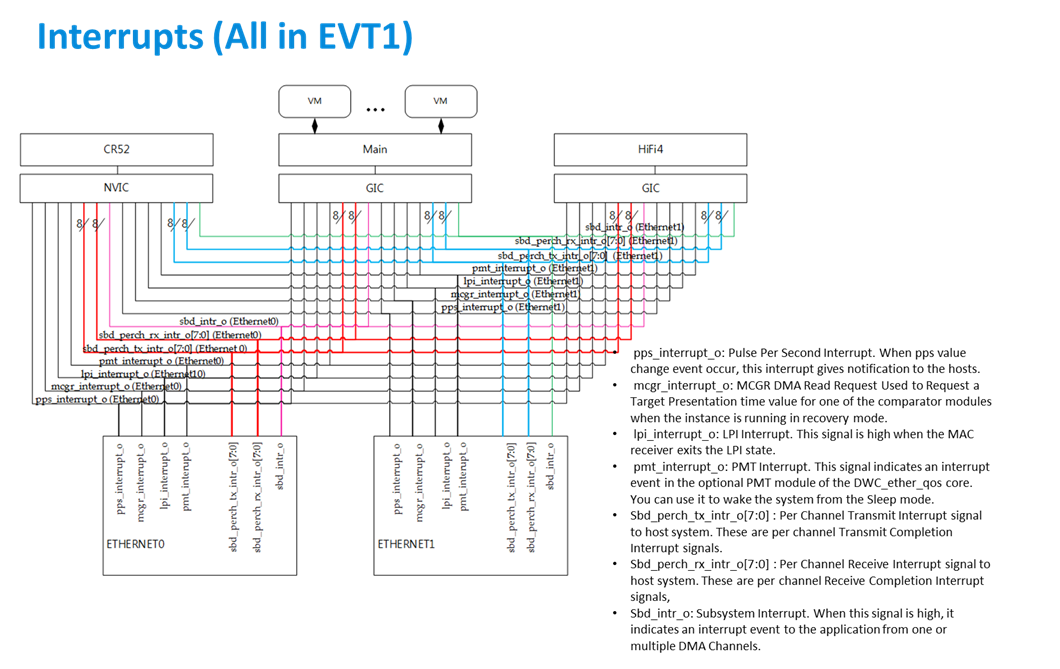 Interrupts (All in EVT1)
VM
...
VM
CR52
Main
HiFi4
NVIC
GIC
GIC
8 8 8 8
8 8 8 8
8 8 8 8
sbd_intr_o (Ethernet1)
sbd_perch_rx_intr_o[7:0] (Ethernet1)
sbd_perch_tx_intr_o[7:0] (Ethernet1)
pmt_interrupt_o (Ethernet1)
lpi_interrupt_o (Ethernet1)
mcgr_interrupt_o (Ethernet1)
pps_interrupt_o (Ethernet1)
sbd_intr_o (Ethernet0)
sbd_perch_rx_intr_o[7:0] (Ethernet0)
sbd_perch_tx_intr_o[7:0] (Ethernet 0)
pmt_interrupt_o (Ethernet0)
lpi_interrupt_o (Ethernet10)
mcgr_interrupt_o (Ethernet0)
pps_interrupt_o (Ethernet0)
pps_interrupt_o
mcgr_interrupt_o
lpi_interrupt_o
pmt_interrupt_o
sbd_perch_tx_intr_o[7:0]
sbd_perch_rx_intr_o[7:0]
sbd_intr_o
ETHERNET0
pps_interrupt_o
mcgr_interrupt_o
lpi_interrupt_o
pmt_interrupt_o
sbd_perch_tx_intr_o[7:0]
sbd_perch_rx_intr_o[7:0]
sbd_intr_o
ETHERNET1
• pps_interrupt_o: Pulse Per Second Interrupt. When pps value
change event occur, this interrupt gives notification to the hosts.
• mcgr_interrupt_o: MCGR DMA Read Request Used to Request a
Target Presentation time value for one of the comparator modules
when the instance is running in recovery mode.
• lpi_interrupt_o: LPI Interrupt. This signal is high when the MAC
receiver exits the LPI state.
• pmt_interrupt_o: PMT Interrupt. This signal indicates an interrupt
event in the optional PMT module of the DWC_ether_qos core.
You can use it to wake the system from the Sleep mode.
• Sbd_perch_tx_intr_o[7:0] : Per Channel Transmit Interrupt signal
to host system. These are per channel Transmit Completion
Interrupt signals.
• Sbd_perch_rx_intr_o[7:0] : Per Channel Receive Interrupt signal to
host system. These are per channel Receive Completion Interrupt
signals,
• Sbd_intr_o: Subsystem Interrupt. When this signal is high, it
indicates an interrupt event to the application from one or
multiple DMA Channels.